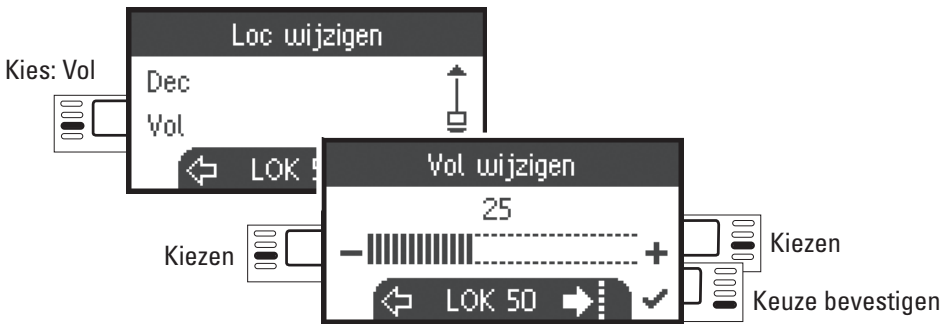 Loc wijzigen
Kies: Vol
Dec
Vol
LOK
Vol wijzigen
25
Kiezen
Kiezen
LOK 50
Keuze bevestigen